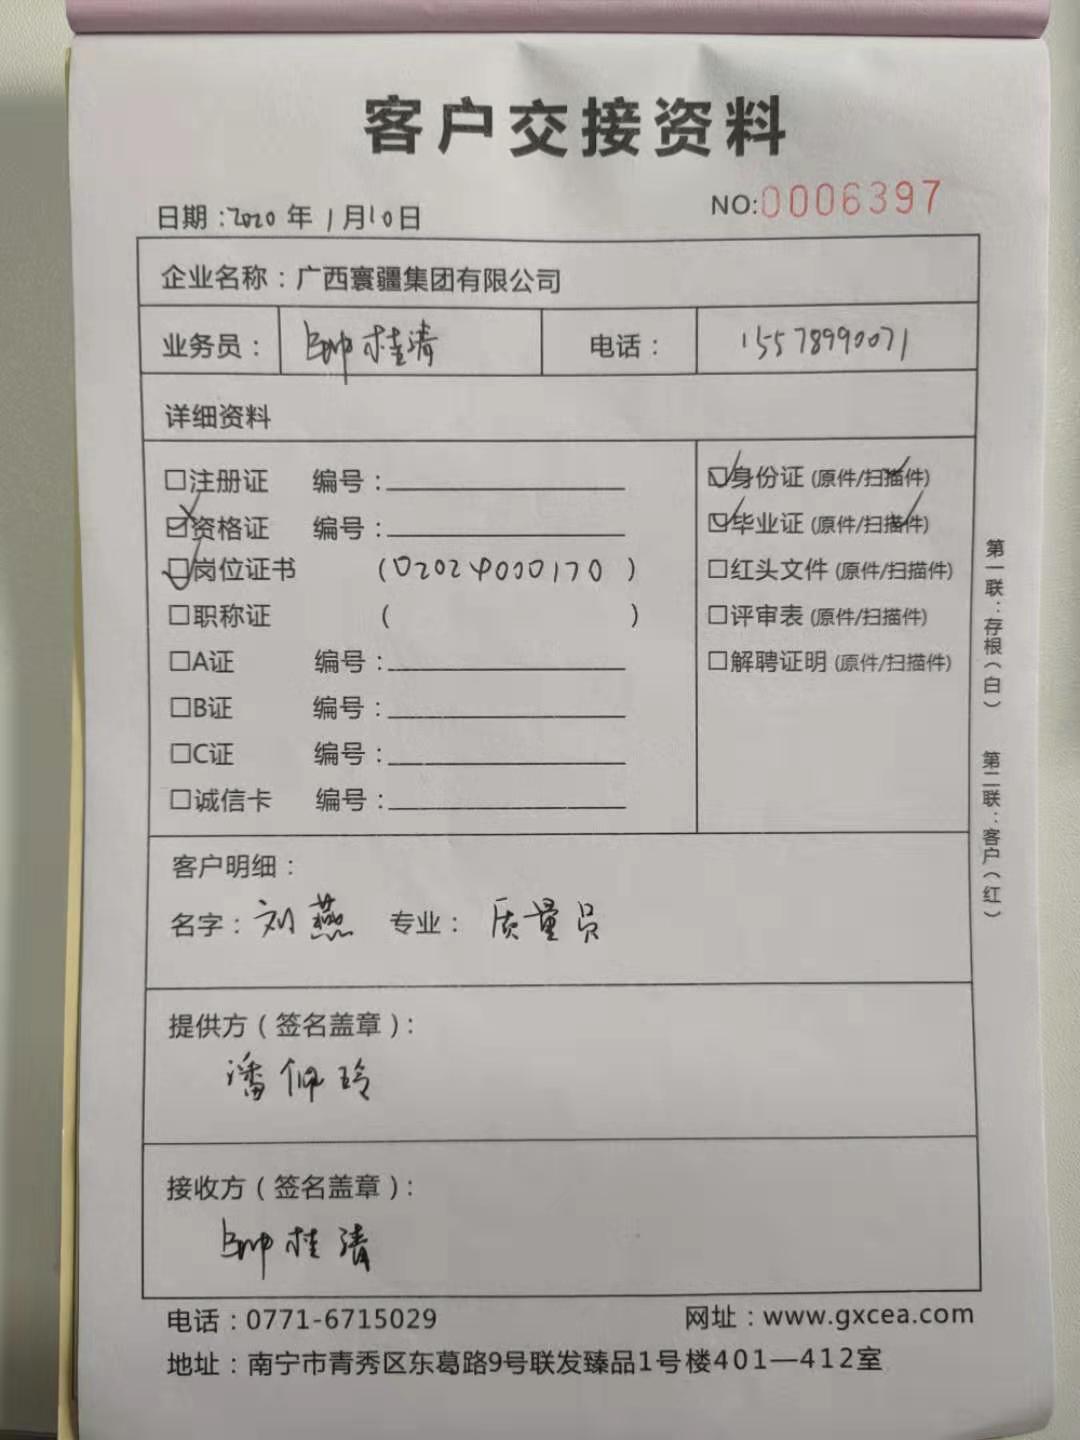 客户交接资料
日期：2020年1月10日 NO:0006397
企业名称：广西寰疆集团有限公司
业务员： 帅桂清 电话： 15578990071
详细资料
□注册证 编号：
☑资格证 编号：
☑岗位证书 (02024000170)
□职称证 ( )
□A证 编号：
□B证 编号：
□C证 编号：
□诚信卡 编号：
☑身份证 (原件/扫描件)
☑毕业证 (原件/扫描件)
□红头文件 (原件/扫描件)
□评审表 (原件/扫描件)
□解聘证明 (原件/扫描件)
第一联：存根（白） 第二联：客户（红）
客户明细：
名字：刘燕 专业：质量员
提供方（签名盖章）：
潘佩玲
接收方（签名盖章）：
帅桂清
电话：0771-6715029 网址：www.gxcea.com
地址：南宁市青秀区东葛路9号联发臻品1号楼401—412室